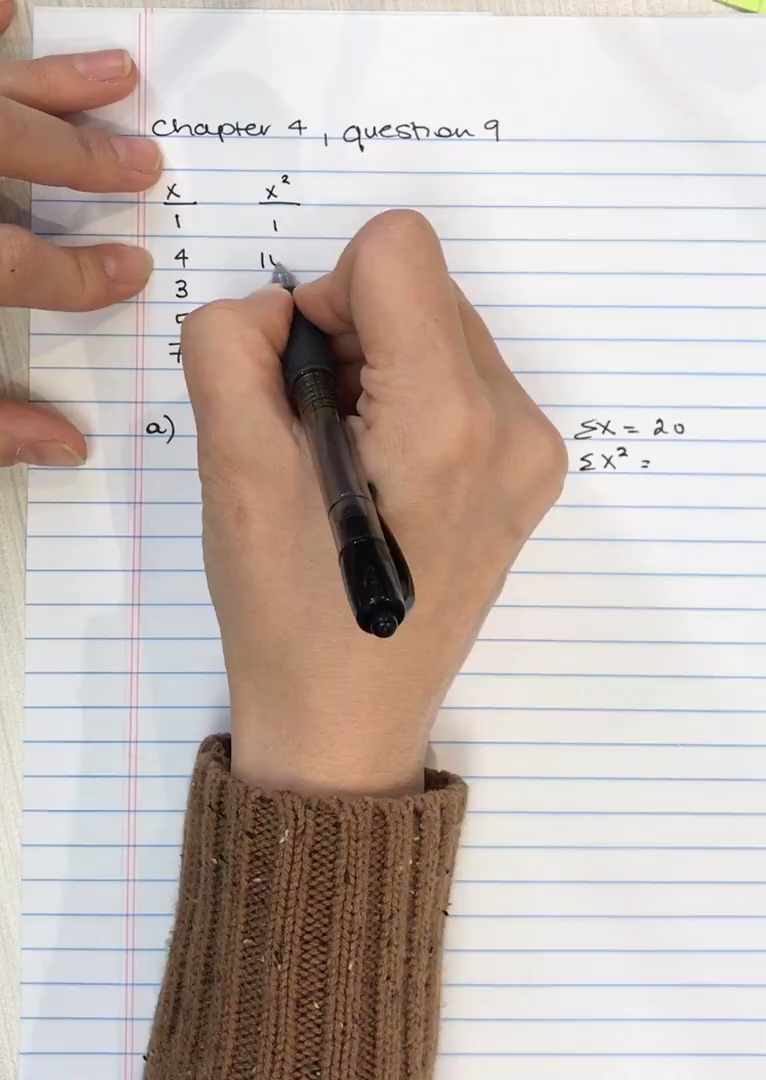 Chapter 4, question 9
x x²
1 1
4
3
7
a)
Σx = 20
Σx² =